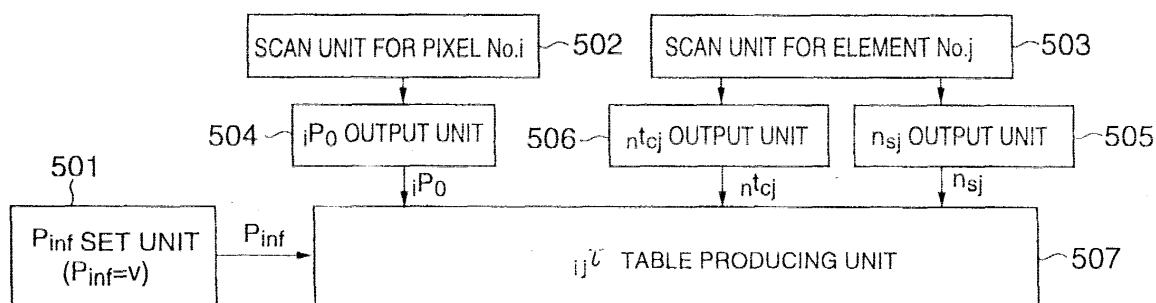 SCAN UNIT FOR PIXEL No.i
502
SCAN UNIT FOR ELEMENT No.j
503
504
iP0 OUTPUT UNIT
506
ntcj OUTPUT UNIT
nsj OUTPUT UNIT
505
501
iP0
ntcj
nsj
Pinf SET UNIT
(Pinf=v)
Pinf
ijτ TABLE PRODUCING UNIT
507